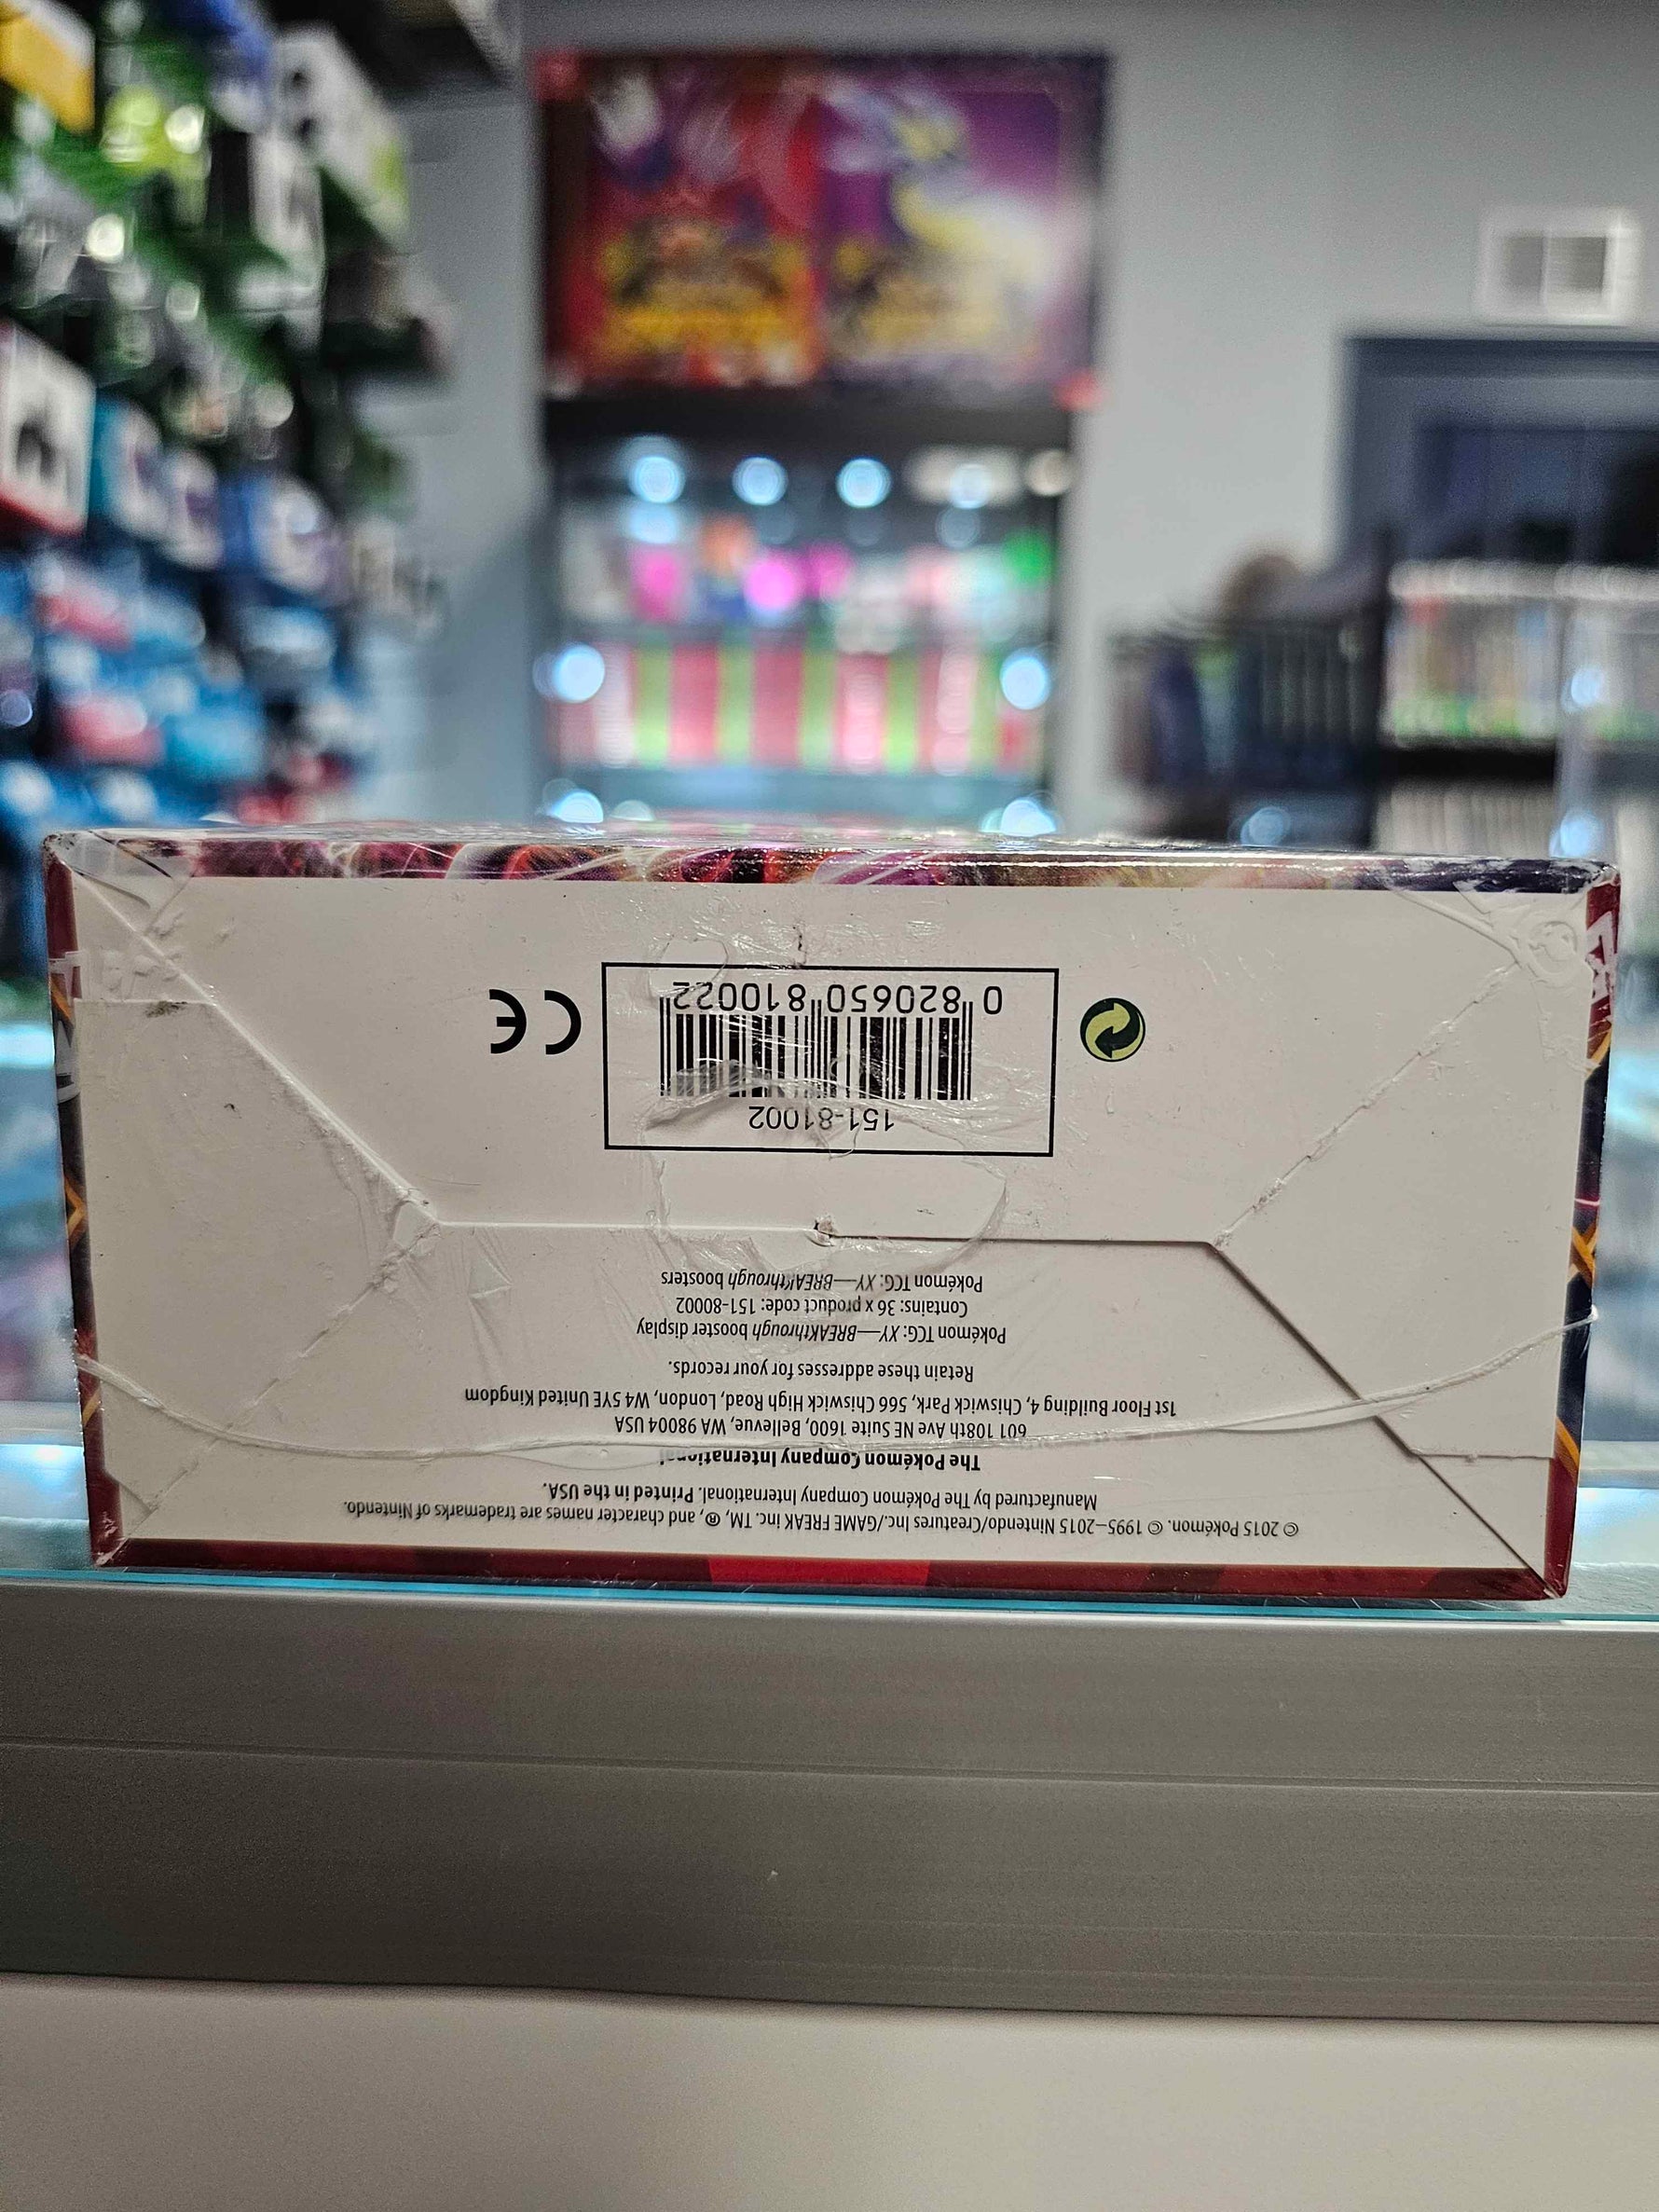 © 2015 Pokémon. © 1995–2015 Nintendo/Creatures Inc./GAME FREAK inc. TM, ®, and character names are trademarks of Nintendo.
Manufactured by The Pokémon Company International. Printed in the USA.
The Pokémon Company International
601 108th Ave NE Suite 1600, Bellevue, WA 98004 USA
1st Floor Building 4, Chiswick Park, 566 Chiswick High Road, London, W4 5YE United Kingdom
Retain these addresses for your records.
Pokémon TCG: XY—BREAKthrough booster display
Contains: 36 x product code: 151-80002
Pokémon TCG: XY—BREAKthrough boosters
151-81002
0 820650 810022
CE